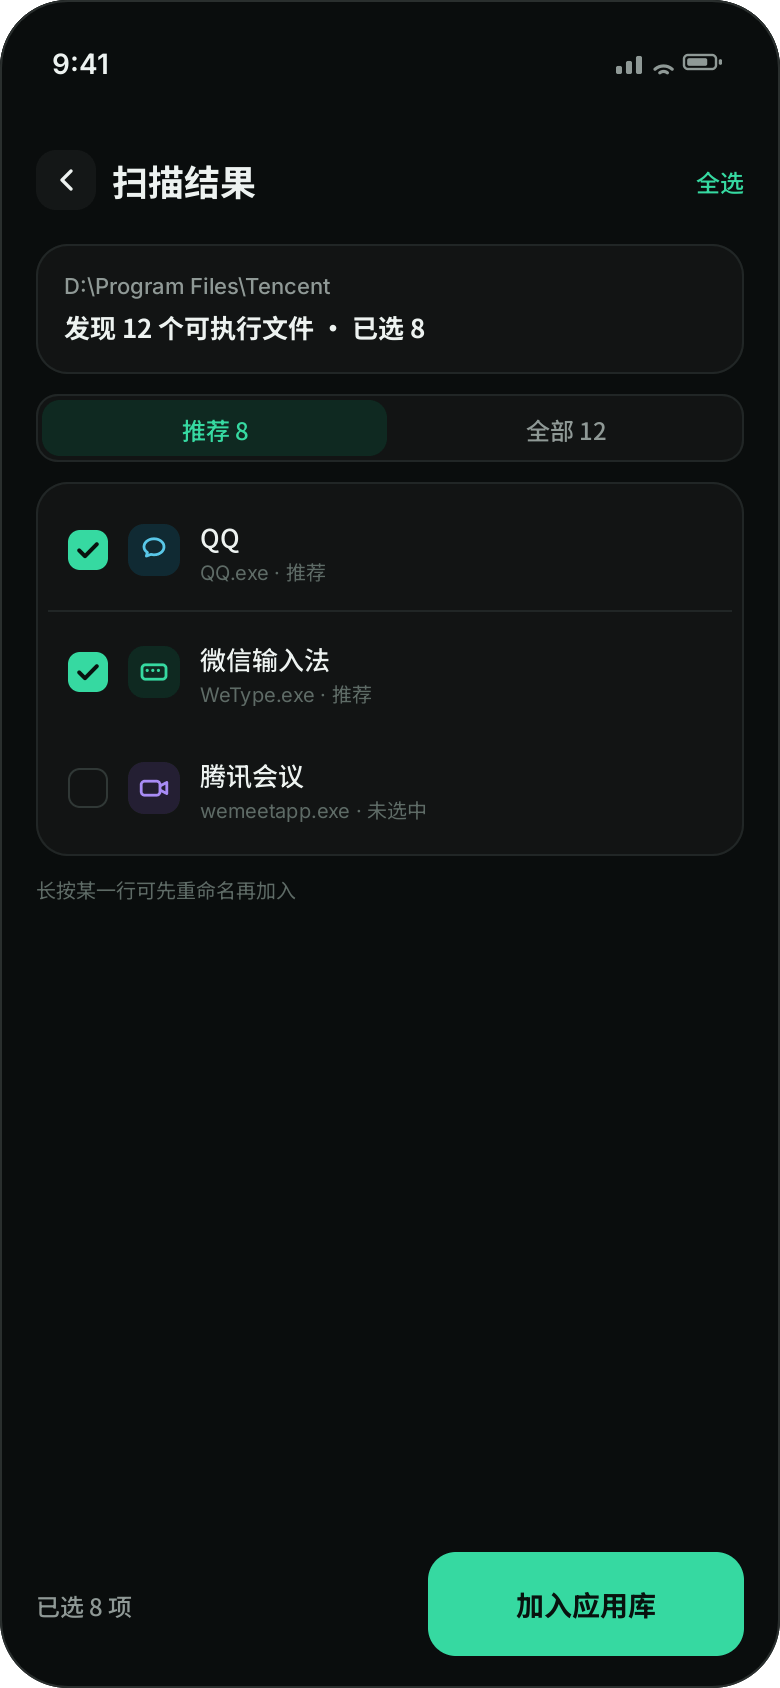 9:41
扫描结果
全选
D:\Program Files\Tencent
发现 12 个可执行文件 · 已选 8
推荐 8
全部 12
QQ
QQ.exe · 推荐
微信输入法
WeType.exe · 推荐
腾讯会议
wemeetapp.exe · 未选中
长按某一行可先重命名再加入
已选 8 项
加入应用库